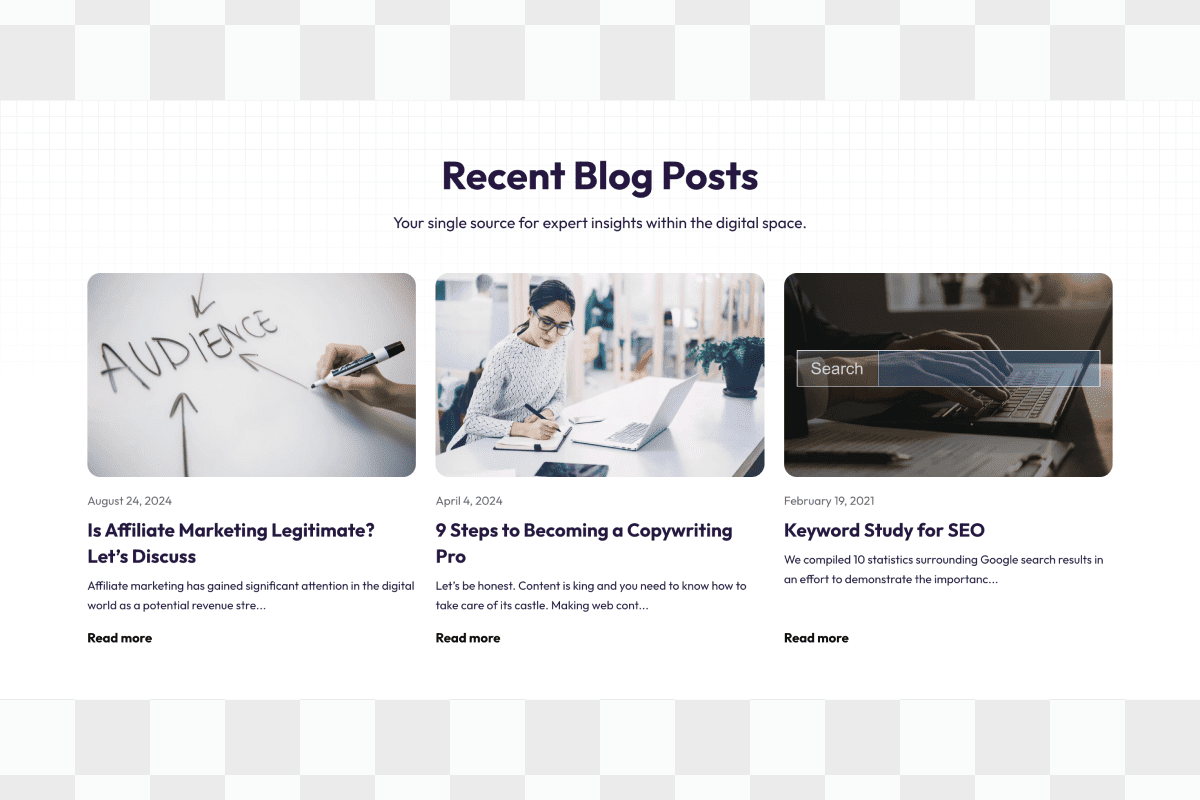 Recent Blog Posts
Your single source for expert insights within the digital space.
AUDIENCE
Search
August 24, 2024
Is Affiliate Marketing Legitimate?
Let's Discuss
Affiliate marketing has gained significant attention in the digital
world as a potential revenue stre...
Read more
April 4, 2024
9 Steps to Becoming a Copywriting
Pro
Let's be honest. Content is king and you need to know how to
take care of its castle. Making web cont...
Read more
February 19, 2021
Keyword Study for SEO
We compiled 10 statistics surrounding Google search results in
an effort to demonstrate the importanc...
Read more